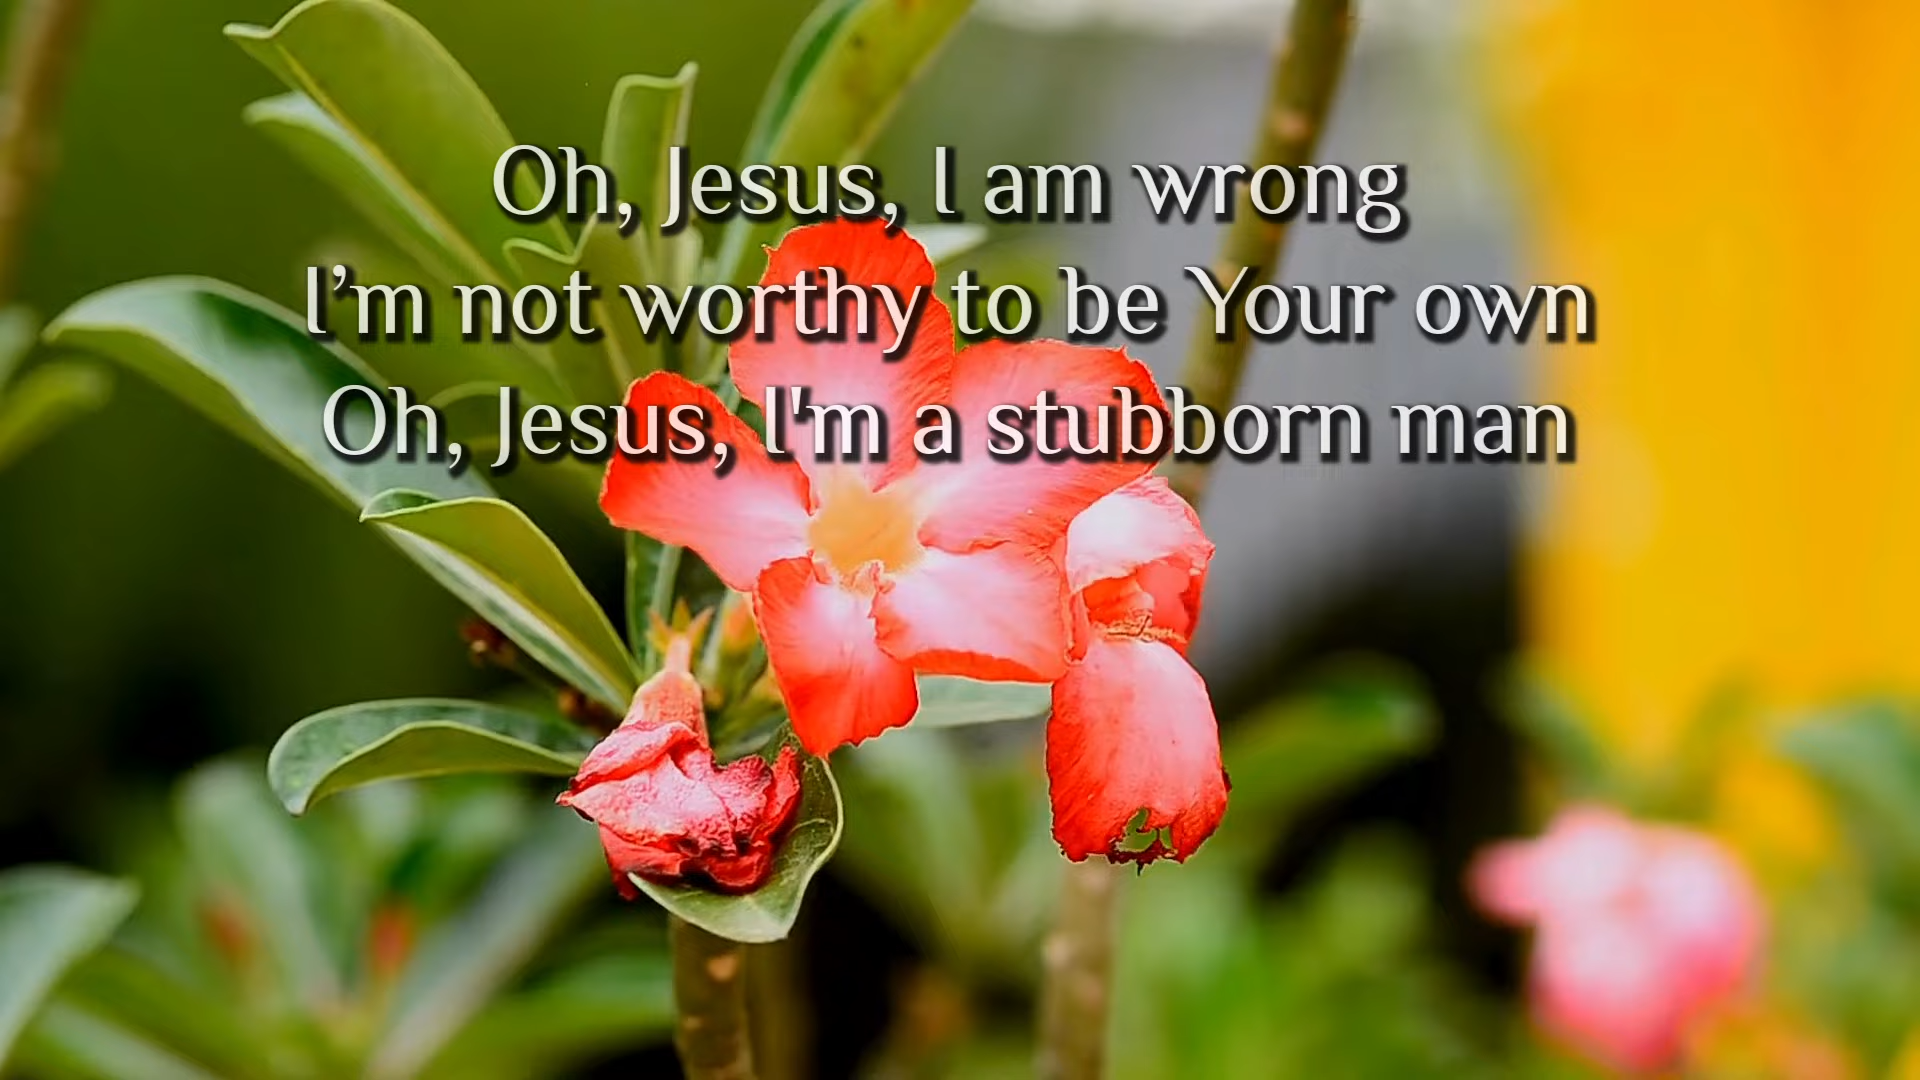 Oh, Jesus, I am wrong
I’m not worthy to be Your own
Oh, Jesus, I'm a stubborn man